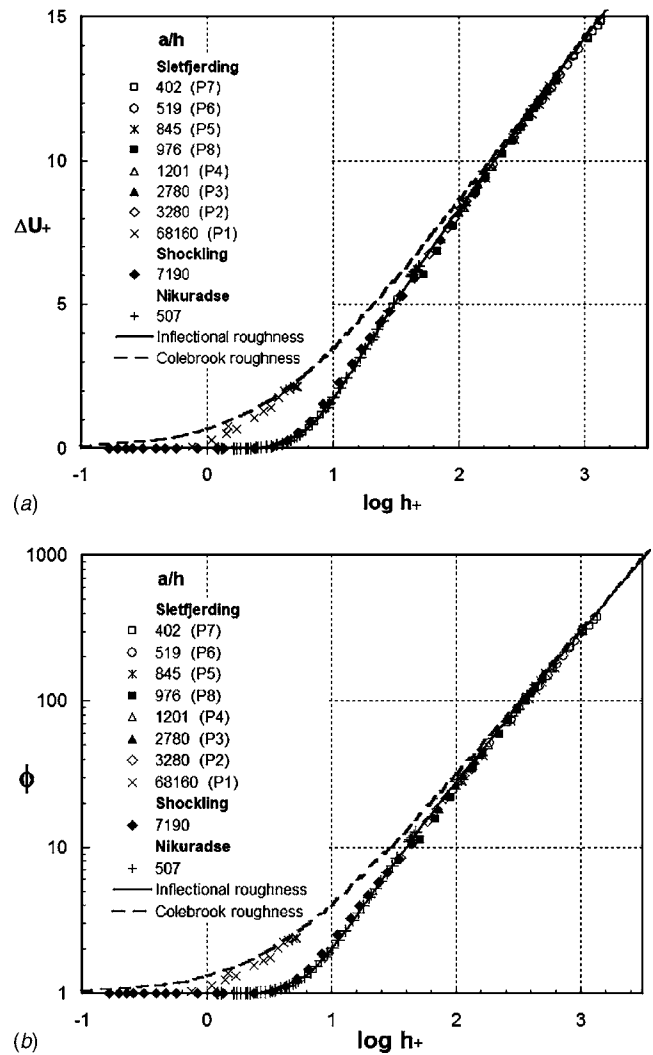 15
10
5
0
ΔU+
a/h
Sletfjerding
402 (P7)
519 (P6)
845 (P5)
976 (P8)
1201 (P4)
2780 (P3)
3280 (P2)
68160 (P1)
Shockling
7190
Nikuradse
507
Inflectional roughness
Colebrook roughness
-1 0 1 2 3
log h+
(a)
1000
100
10
1
ϕ
a/h
Sletfjerding
402 (P7)
519 (P6)
845 (P5)
976 (P8)
1201 (P4)
2780 (P3)
3280 (P2)
68160 (P1)
Shockling
7190
Nikuradse
507
Inflectional roughness
Colebrook roughness
-1 0 1 2 3
log h+
(b)